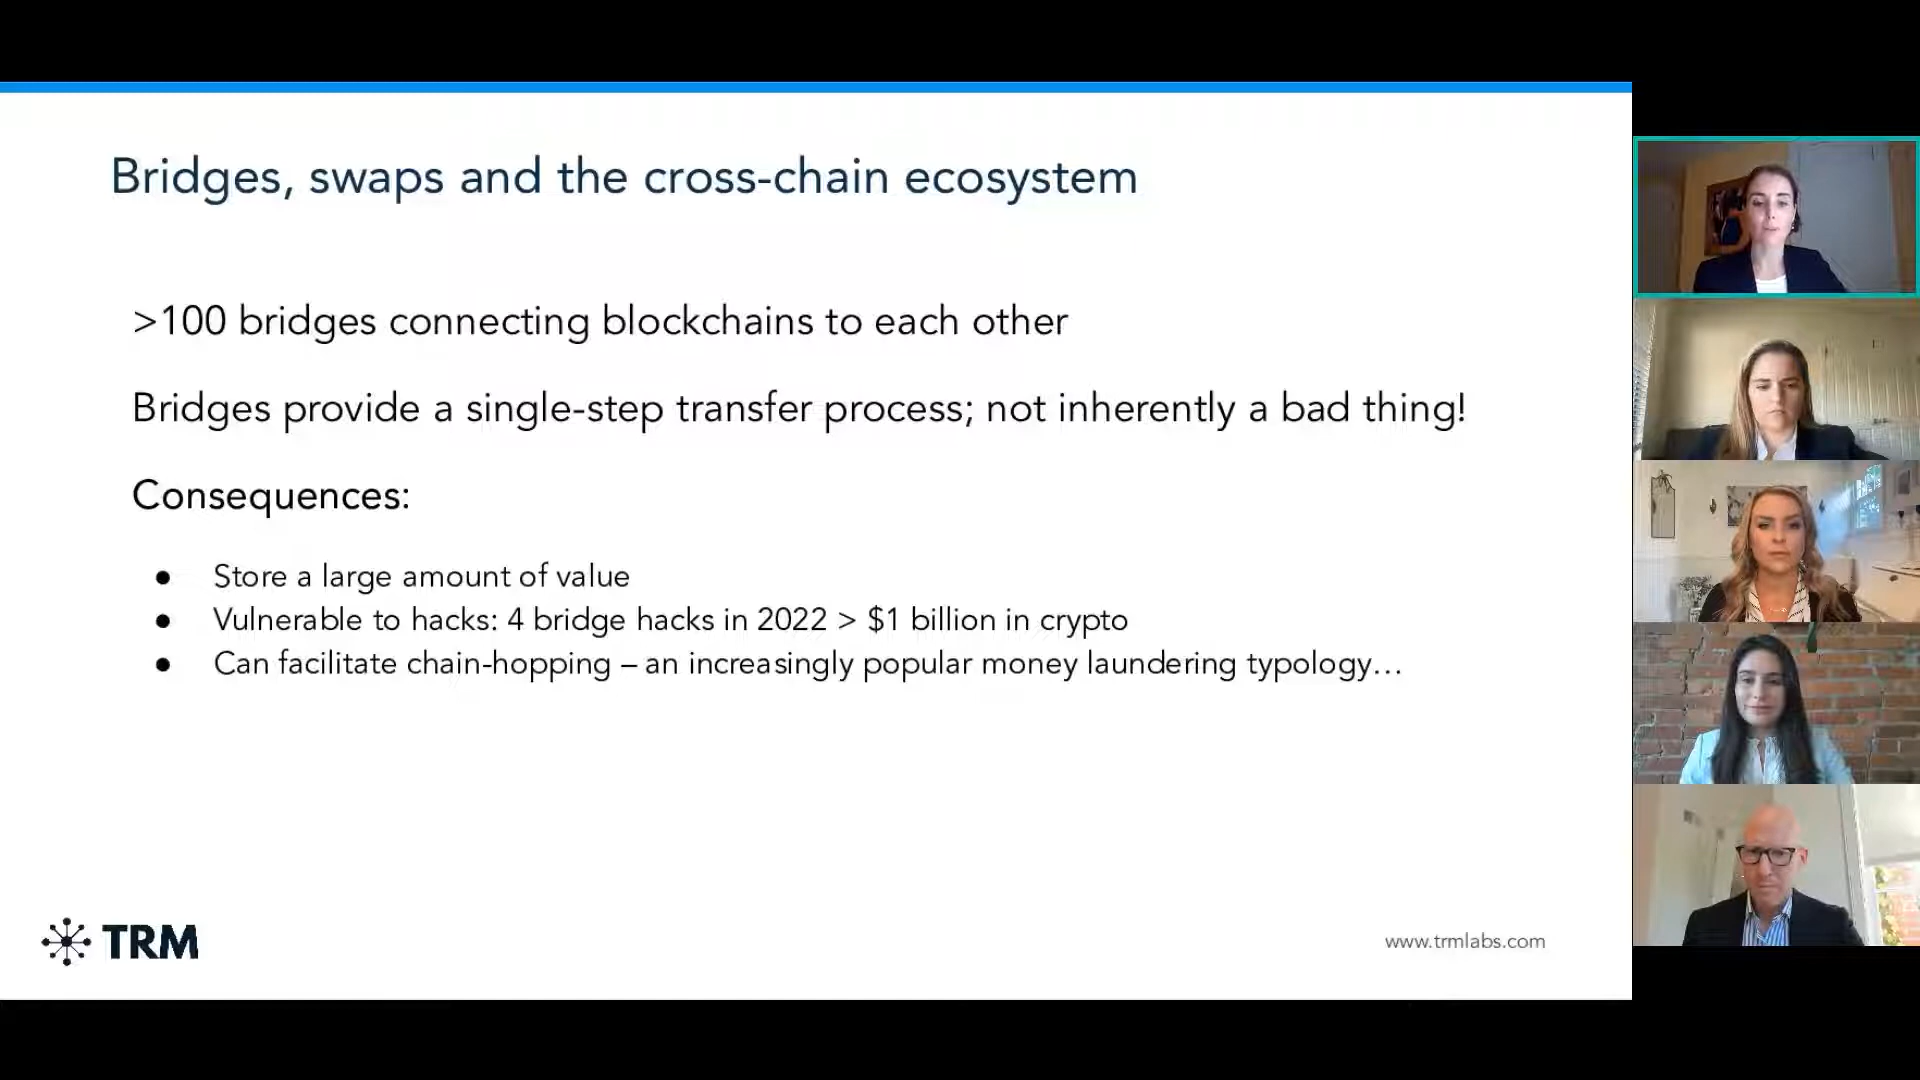 Bridges, swaps and the cross-chain ecosystem
>100 bridges connecting blockchains to each other
Bridges provide a single-step transfer process; not inherently a bad thing!
Consequences:
● Store a large amount of value
● Vulnerable to hacks: 4 bridge hacks in 2022 > $1 billion in crypto
● Can facilitate chain-hopping – an increasingly popular money laundering typology…
TRM
www.trmlabs.com